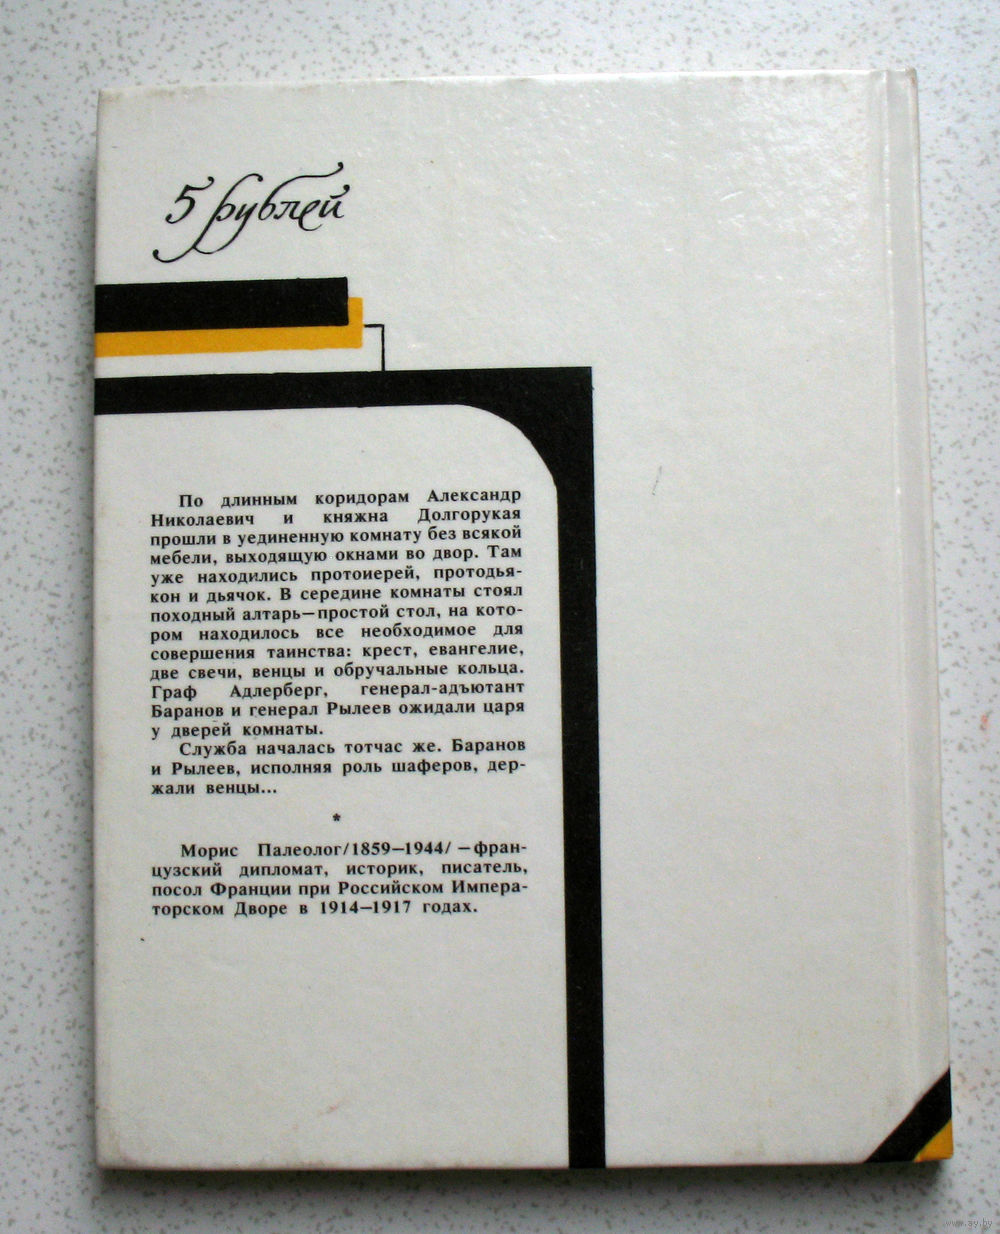 5 рублей
По длинным коридорам Александр
Николаевич и княжна Долгорукая
прошли в уединенную комнату без всякой
мебели, выходящую окнами во двор. Там
уже находились протоиерей, протодья-
кон и дьячок. В середине комнаты стоял
походный алтарь—простой стол, на кото-
ром находилось все необходимое для
совершения таинства: крест, евангелие,
две свечи, венцы и обручальные кольца.
Граф Адлерберг, генерал-адъютант
Баранов и генерал Рылеев ожидали царя
у дверей комнаты.
Служба началась тотчас же. Баранов
и Рылеев, исполняя роль шаферов, дер-
жали венцы...
*
Морис Палеолог/1859—1944/ —фран-
цузский дипломат, историк, писатель,
посол Франции при Российском Импера-
торском Дворе в 1914—1917 годах.
www.ay.by